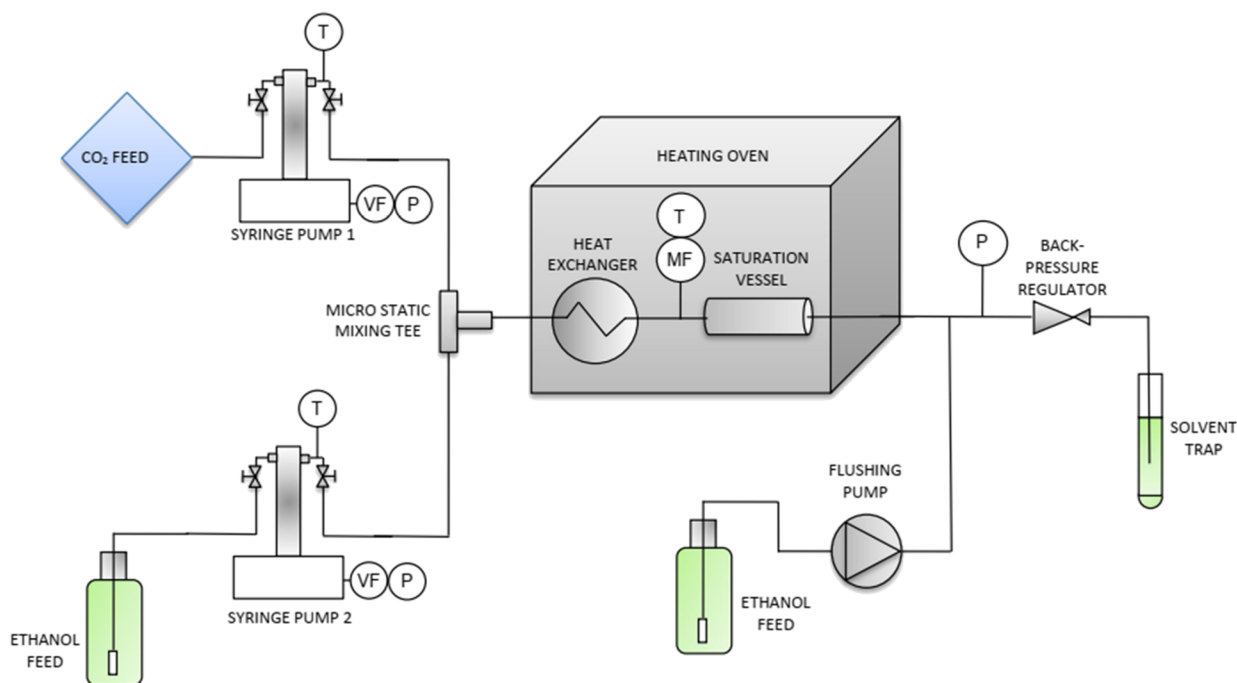 T
CO₂ FEED
VF P
SYRINGE PUMP 1
HEATING OVEN
T
MF
HEAT
EXCHANGER
SATURATION
VESSEL
P
BACK-
PRESSURE
REGULATOR
MICRO STATIC
MIXING TEE
T
VF P
SYRINGE PUMP 2
ETHANOL
FEED
FLUSHING
PUMP
ETHANOL
FEED
SOLVENT
TRAP